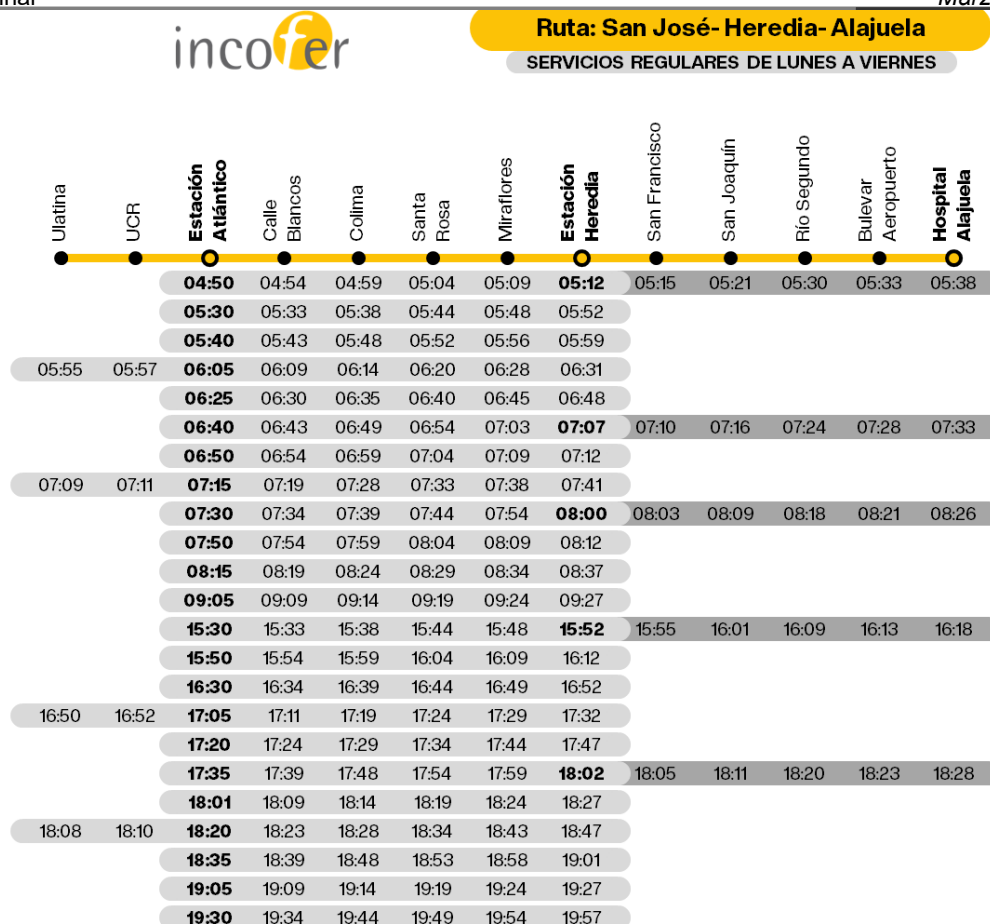 incofer
Ruta: San José- Heredia- Alajuela
SERVICIOS REGULARES DE LUNES A VIERNES
Ulatina UCR Estación Atlántico Calle Blancos Colima Santa Rosa Miraflores Estación Heredia San Francisco San Joaquín Río Segundo Bulevar Aeropuerto Hospital Alajuela
04:50 04:54 04:59 05:04 05:09 05:12 05:15 05:21 05:30 05:33 05:38
05:30 05:33 05:38 05:44 05:48 05:52
05:40 05:43 05:48 05:52 05:56 05:59
05:55 05:57 06:05 06:09 06:14 06:20 06:28 06:31
06:25 06:30 06:35 06:40 06:45 06:48
06:40 06:43 06:49 06:54 07:03 07:07 07:10 07:16 07:24 07:28 07:33
06:50 06:54 06:59 07:04 07:09 07:12
07:09 07:11 07:15 07:19 07:28 07:33 07:38 07:41
07:30 07:34 07:39 07:44 07:54 08:00 08:03 08:09 08:18 08:21 08:26
07:50 07:54 07:59 08:04 08:09 08:12
08:15 08:19 08:24 08:29 08:34 08:37
09:05 09:09 09:14 09:19 09:24 09:27
15:30 15:33 15:38 15:44 15:48 15:52 15:55 16:01 16:09 16:13 16:18
15:50 15:54 15:59 16:04 16:09 16:12
16:30 16:34 16:39 16:44 16:49 16:52
16:50 16:52 17:05 17:11 17:19 17:24 17:29 17:32
17:20 17:24 17:29 17:34 17:44 17:47
17:35 17:39 17:48 17:54 17:59 18:02 18:05 18:11 18:20 18:23 18:28
18:01 18:09 18:14 18:19 18:24 18:27
18:08 18:10 18:20 18:23 18:28 18:34 18:43 18:47
18:35 18:39 18:48 18:53 18:58 19:01
19:05 19:09 19:14 19:19 19:24 19:27
19:30 19:34 19:44 19:49 19:54 19:57